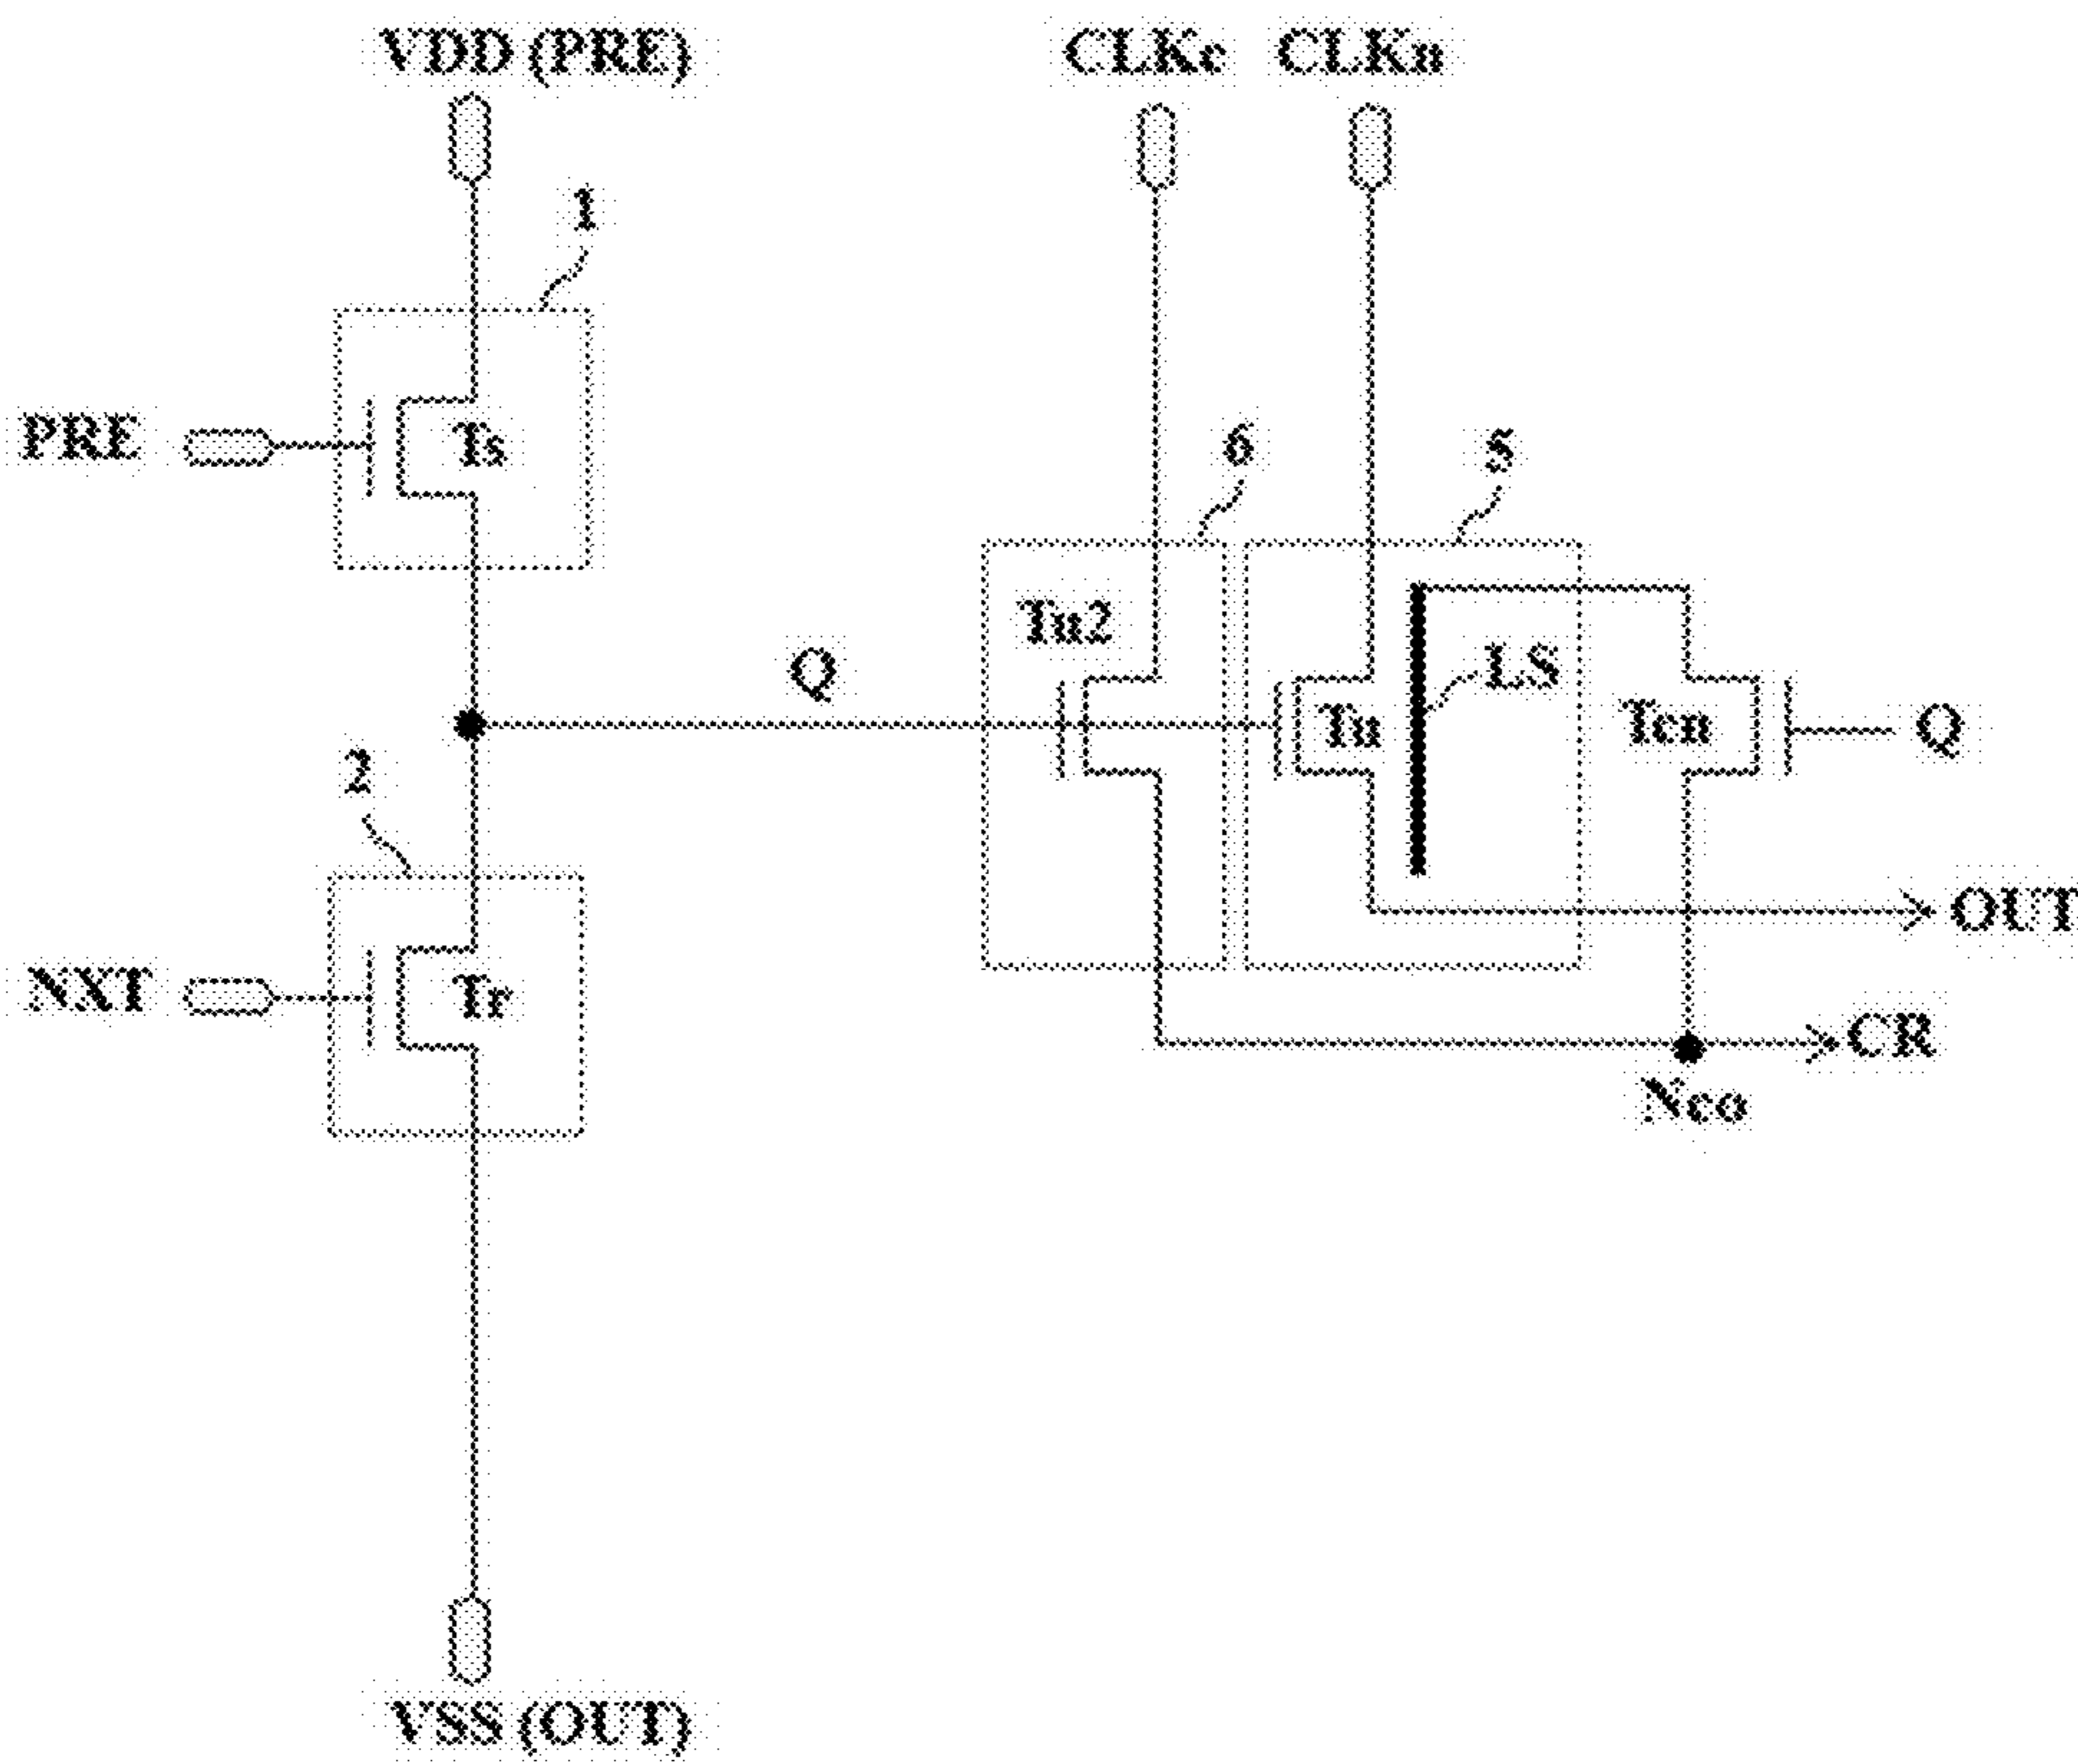 VDD (PRE)
CLKc
CLKn
1
PRE
Ts
6
5
Tu2
Q
LS
Tu
Tcn
Q
2
OUT
NXT
Tr
CR
Nco
VSS (OUT)